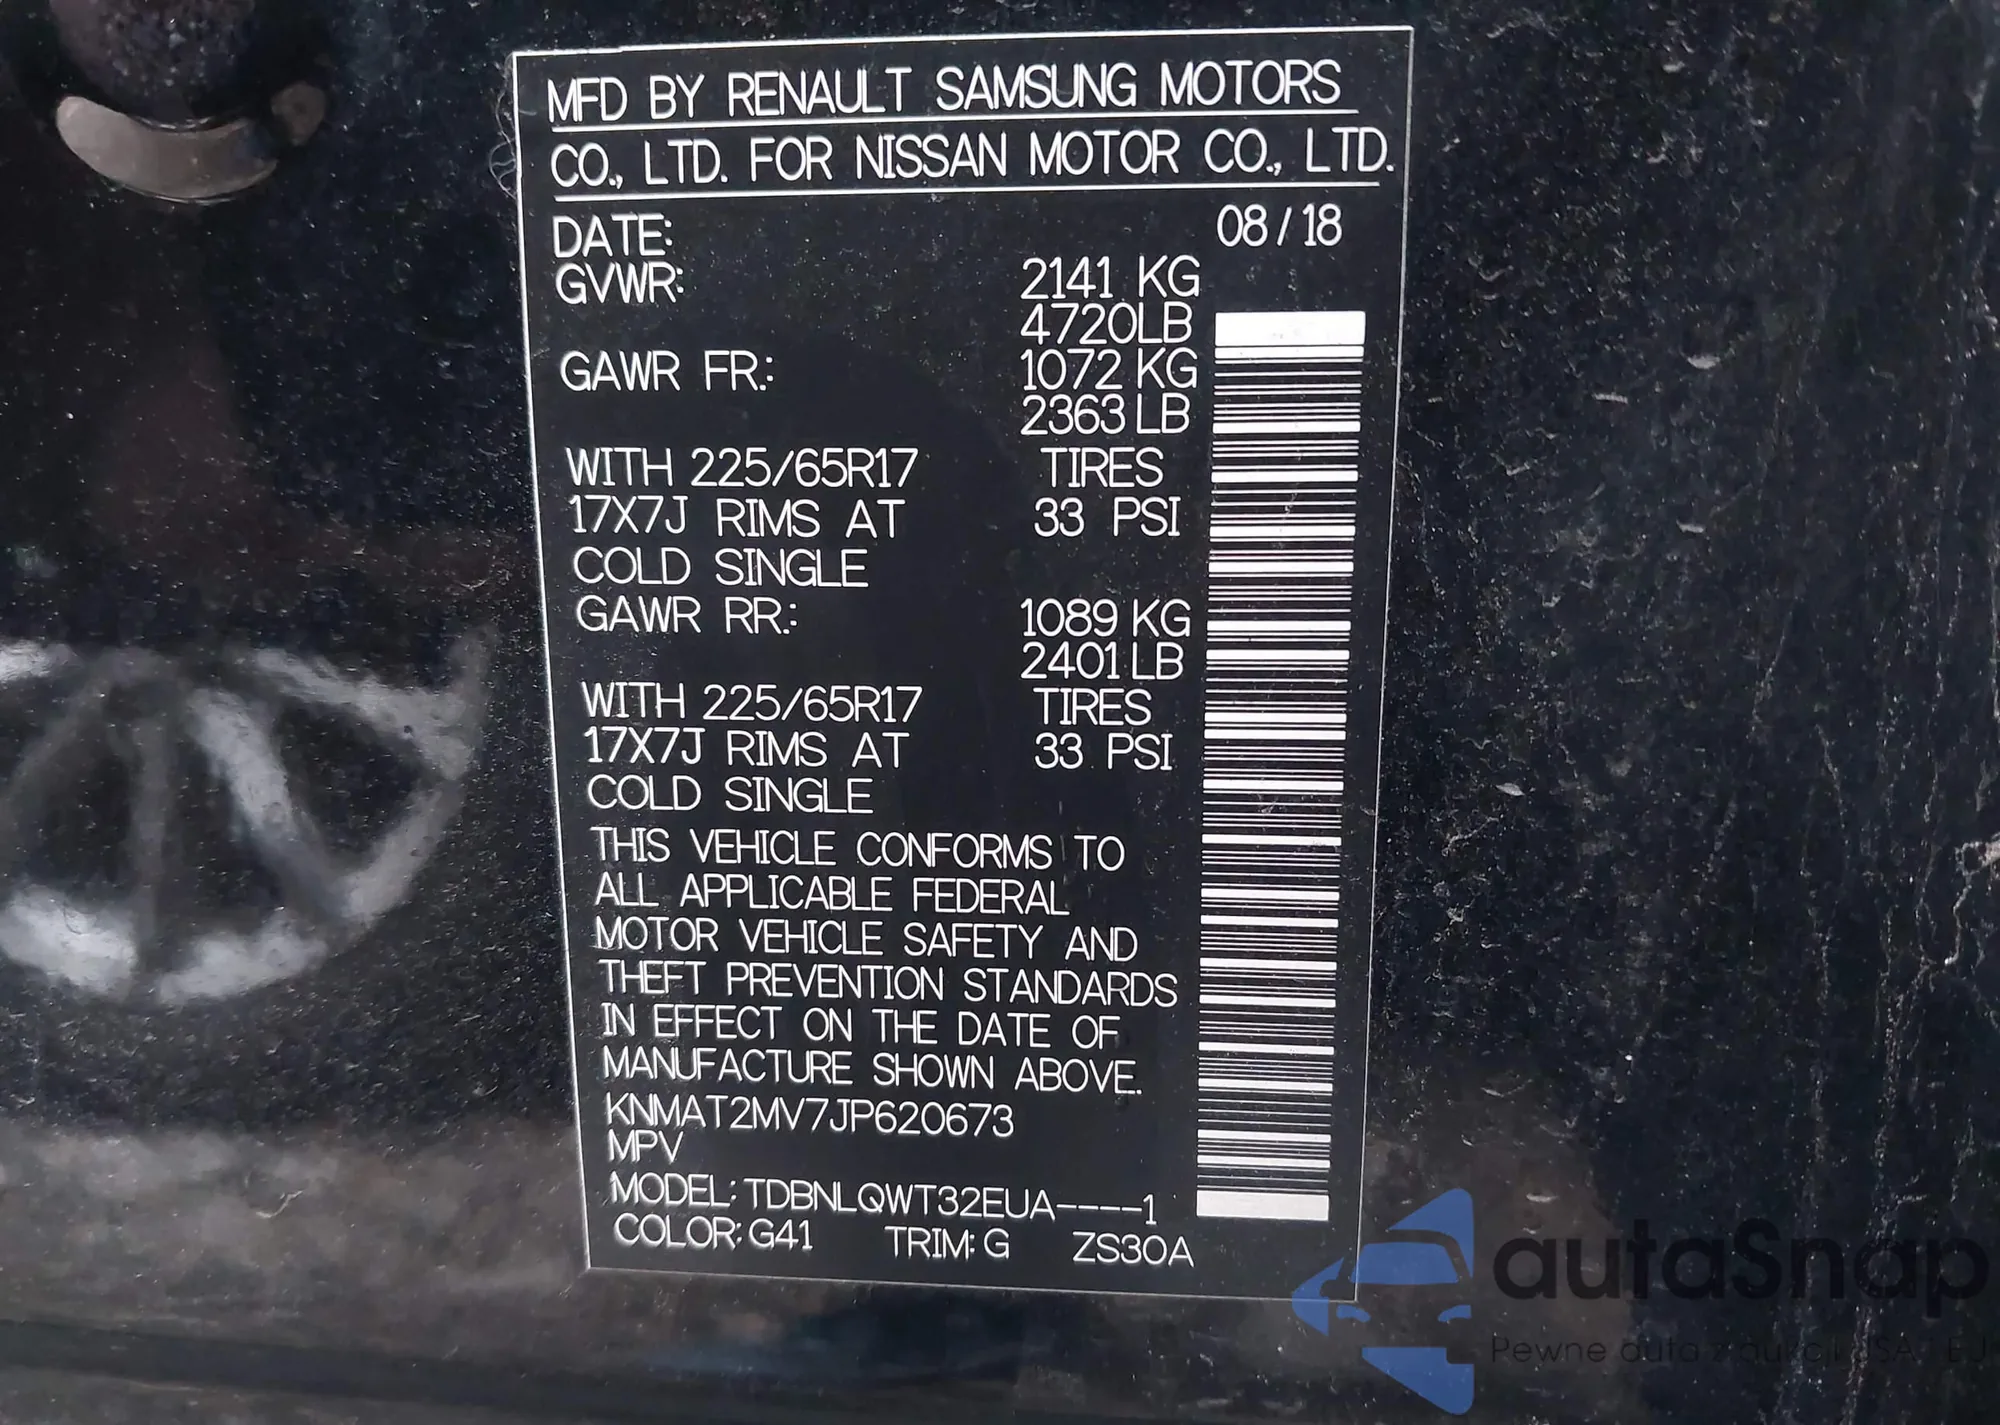 MFD BY RENAULT SAMSUNG MOTORS
CO., LTD. FOR NISSAN MOTOR CO., LTD.
DATE: 08 / 18
GVWR: 2141 KG
4720LB
GAWR FR.: 1072 KG
2363 LB
WITH 225/65R17 TIRES
17X7J RIMS AT 33 PSI
COLD SINGLE
GAWR RR.: 1089 KG
2401 LB
WITH 225/65R17 TIRES
17X7J RIMS AT 33 PSI
COLD SINGLE
THIS VEHICLE CONFORMS TO
ALL APPLICABLE FEDERAL
MOTOR VEHICLE SAFETY AND
THEFT PREVENTION STANDARDS
IN EFFECT ON THE DATE OF
MANUFACTURE SHOWN ABOVE.
KNMAT2MV7JP620673
MPV
MODEL: TDBNLQWT32EUA----1
COLOR: G41 TRIM: G ZS30A
autaSnap
Pewne auta z aukcji